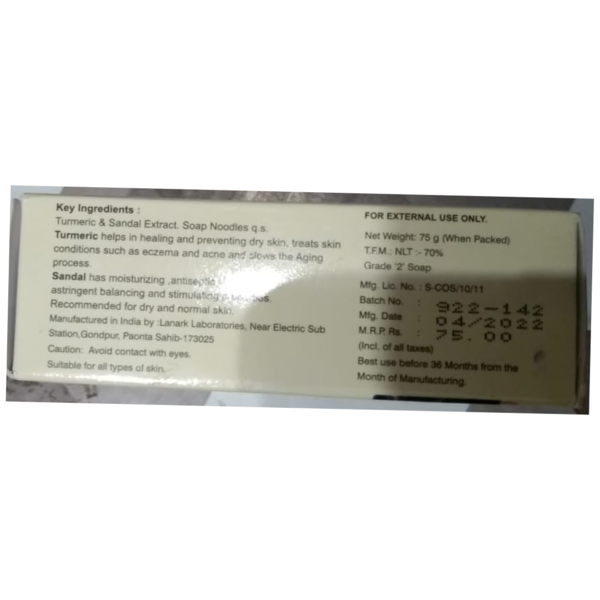 Key Ingredients :
Turmeric & Sandal Extract. Soap Noodles q.s.
Turmeric helps in healing and preventing dry skin, treats skin
conditions such as eczema and acne and slows the Aging
process.
Sandal has moisturizing ,antiseptic
astringent balancing and stimulating
Recommended for dry and normal skin.
Manufactured in India by :Lanark Laboratories, Near Electric Sub
Station,Gondpur, Paonta Sahib-173025
Caution: Avoid contact with eyes.
Suitable for all types of skin.
FOR EXTERNAL USE ONLY.
Net Weight: 75 g (When Packed)
T.F.M.: NLT :- 70%
Grade '2' Soap
Mfg. Lic. No. : S-COS/10/11
Batch No. : 922-142
Mfg. Date : 04/2022
M.R.P Rs. : 75.00
(Incl. of all taxes)
Best use before 36 Months from the
Month of Manufacturing.